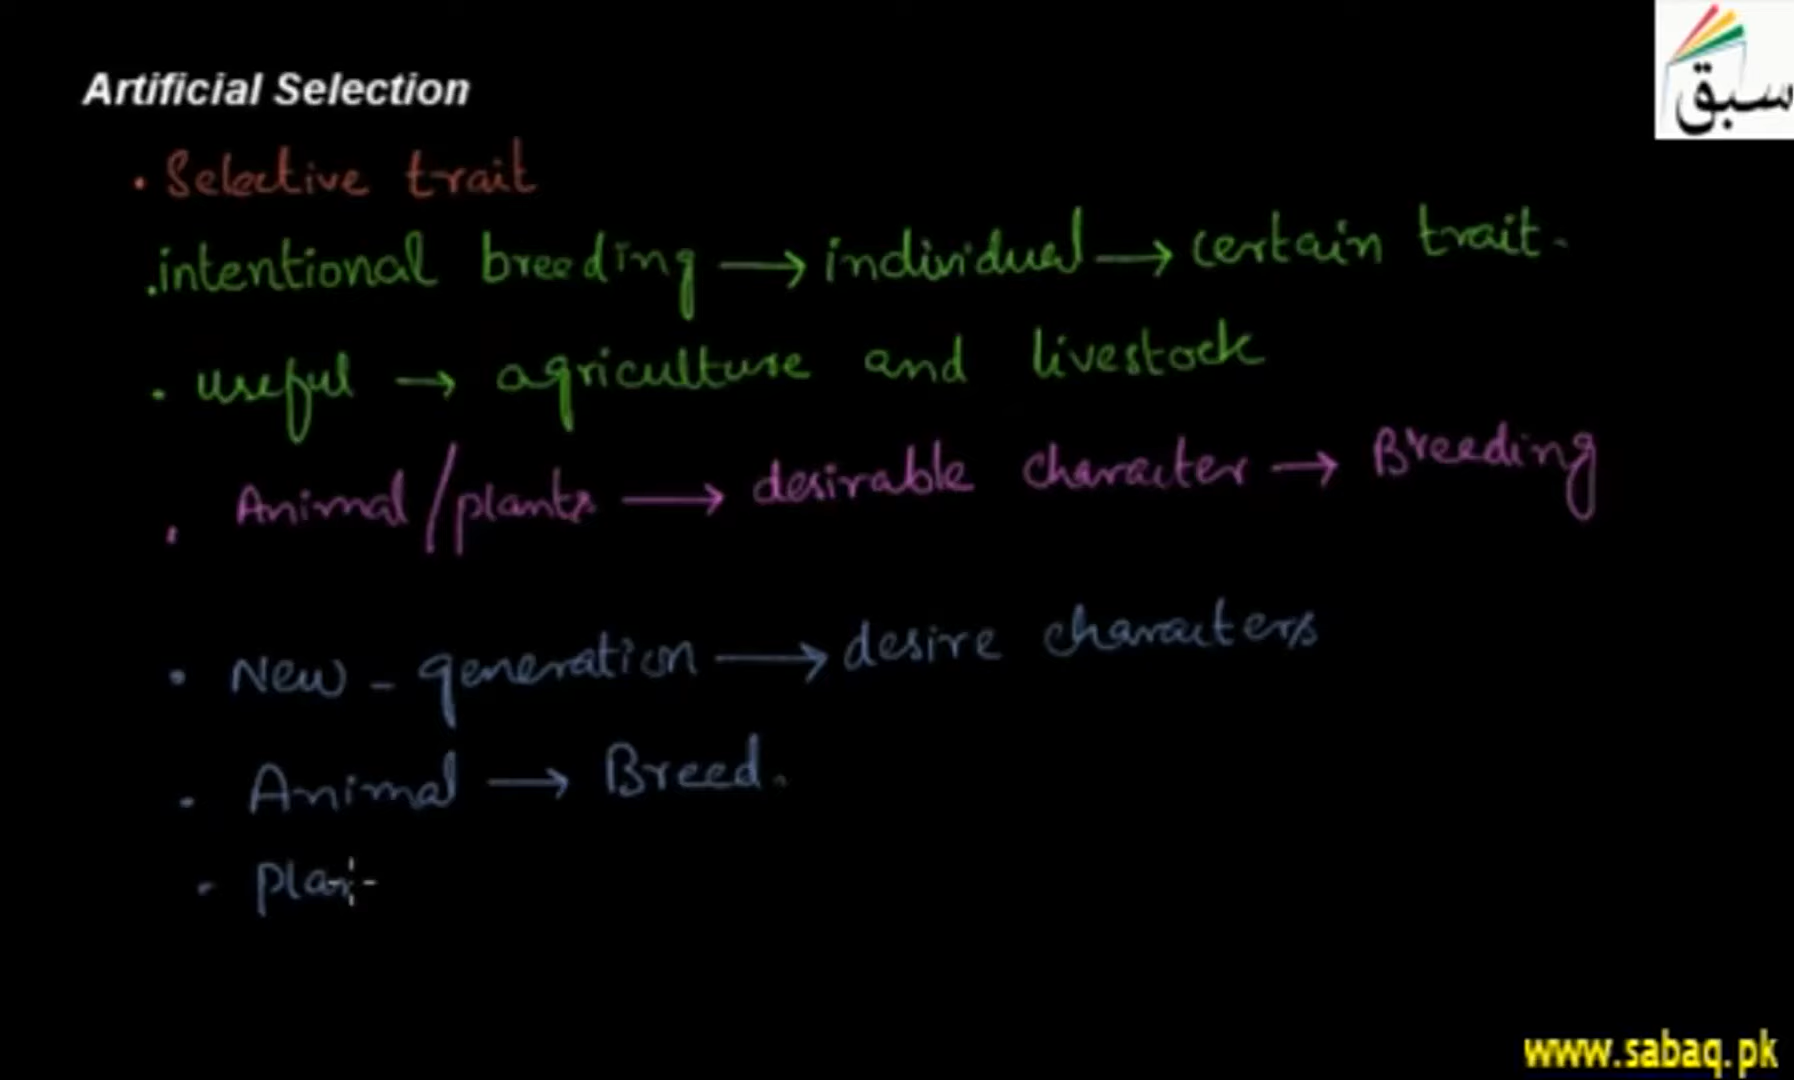 سبق
Artificial Selection
• Selective trait
. intentional breeding → individual → certain trait.
• useful → agriculture and livestock
• Animal/plants → desirable character → Breeding
• New - generation → desire characters
• Animal → Breed.
• plan
www.sabaq.pk